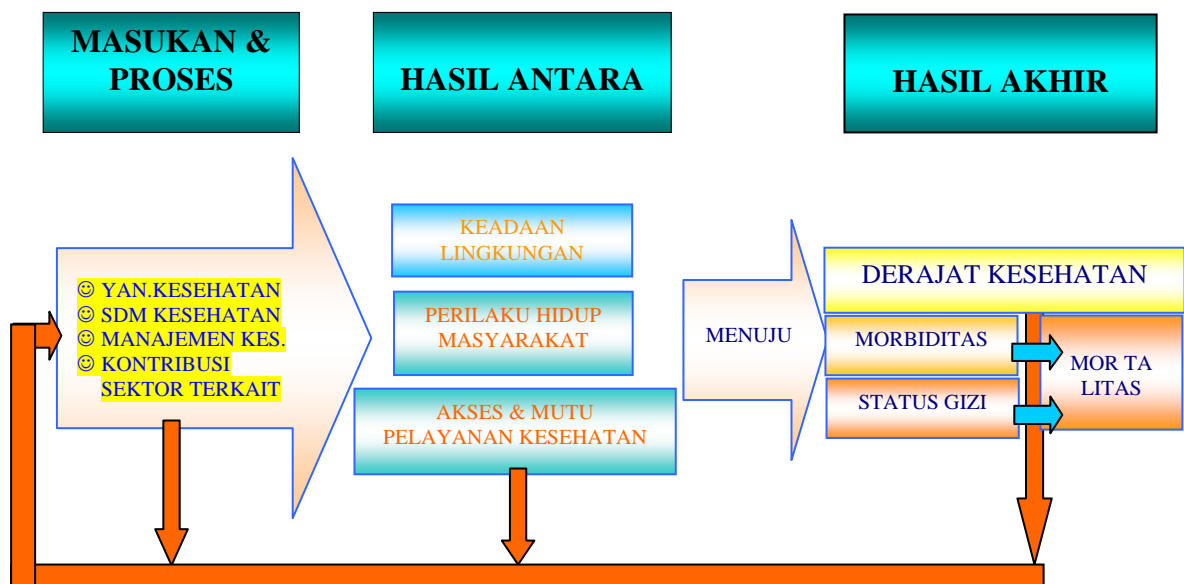 MASUKAN &
PROSES
HASIL ANTARA
HASIL AKHIR
☺ YAN.KESEHATAN
☺ SDM KESEHATAN
☺ MANAJEMEN KES.
☺ KONTRIBUSI
SEKTOR TERKAIT
KEADAAN
LINGKUNGAN
PERILAKU HIDUP
MASYARAKAT
AKSES & MUTU
PELAYANAN KESEHATAN
MENUJU
DERAJAT KESEHATAN
MORBIDITAS
STATUS GIZI
MOR TA
LITAS